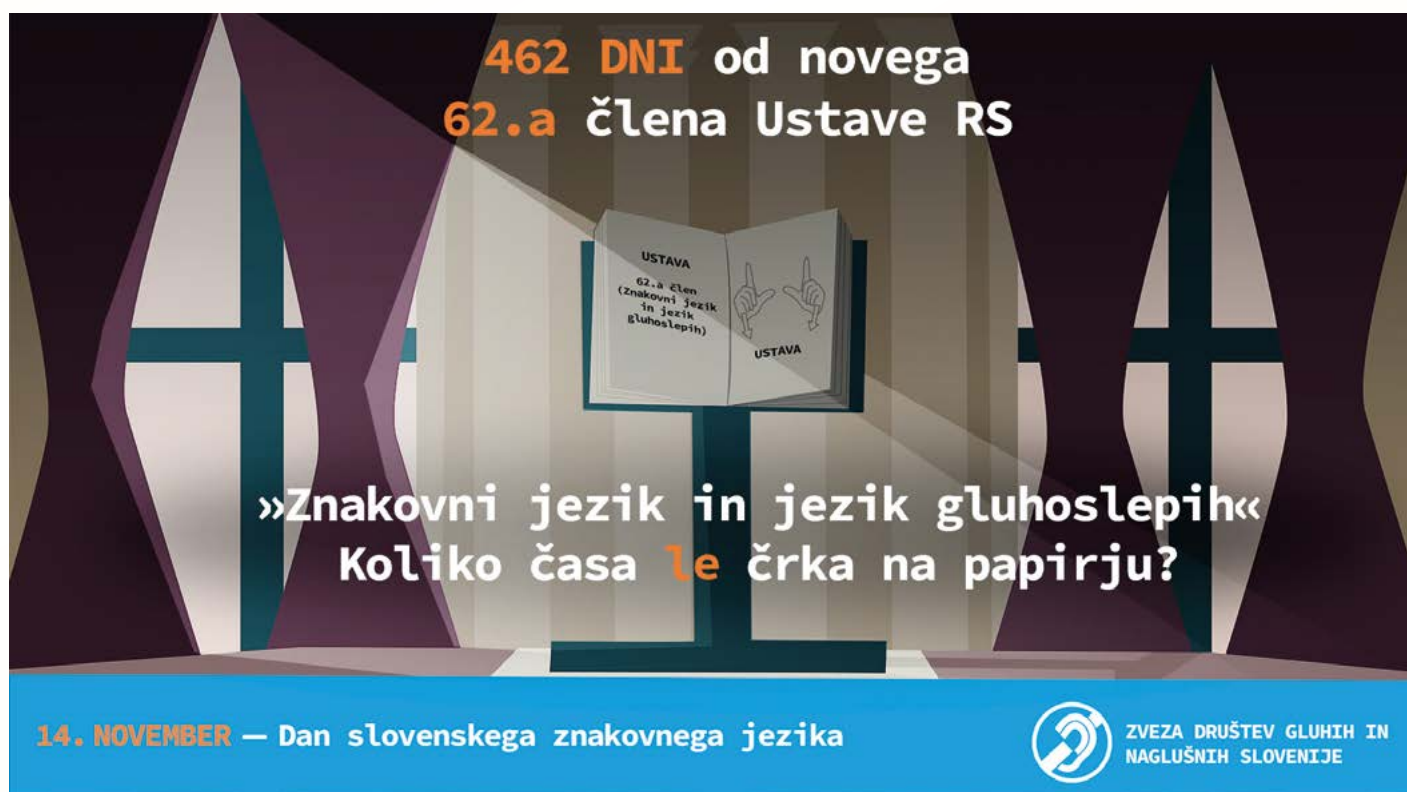 462 DNI od novega
62.a člena Ustave RS
USTAVA
62.a člen
(Znakovni jezik
in jezik
gluhoslepih)
USTAVA
»Znakovni jezik in jezik gluhoslepih«
Koliko časa le črka na papirju?
14. NOVEMBER — Dan slovenskega znakovnega jezika
ZVEZA DRUŠTEV GLUHIH IN
NAGLUŠNIH SLOVENIJE